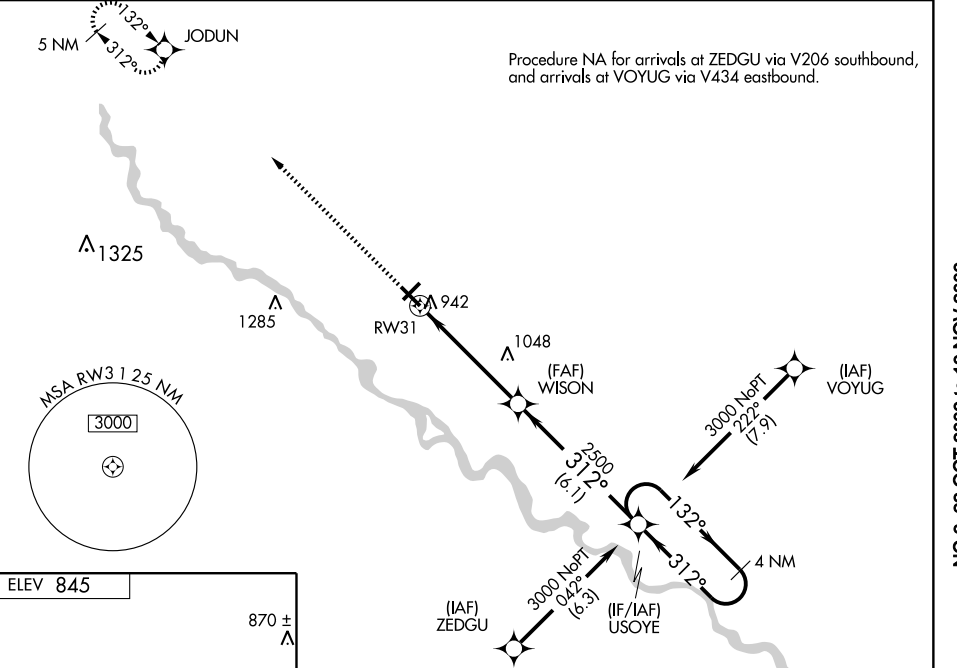 132°
JODUN
5 NM
312°
Procedure NA for arrivals at ZEDGU via V206 southbound,
and arrivals at VOYUG via V434 eastbound.
1325
1285
942
RW31
1048
(FAF)
WISON
(IAF)
VOYUG
3000 NoPT
222°
(7.9)
MSA RW31 25 NM
3000
2500
312°
(6.1)
132°
312°
4 NM
3000 NoPT
042°
(6.3)
(IAF)
ZEDGU
(IF/IAF)
USOYE
ELEV 845
870 ±